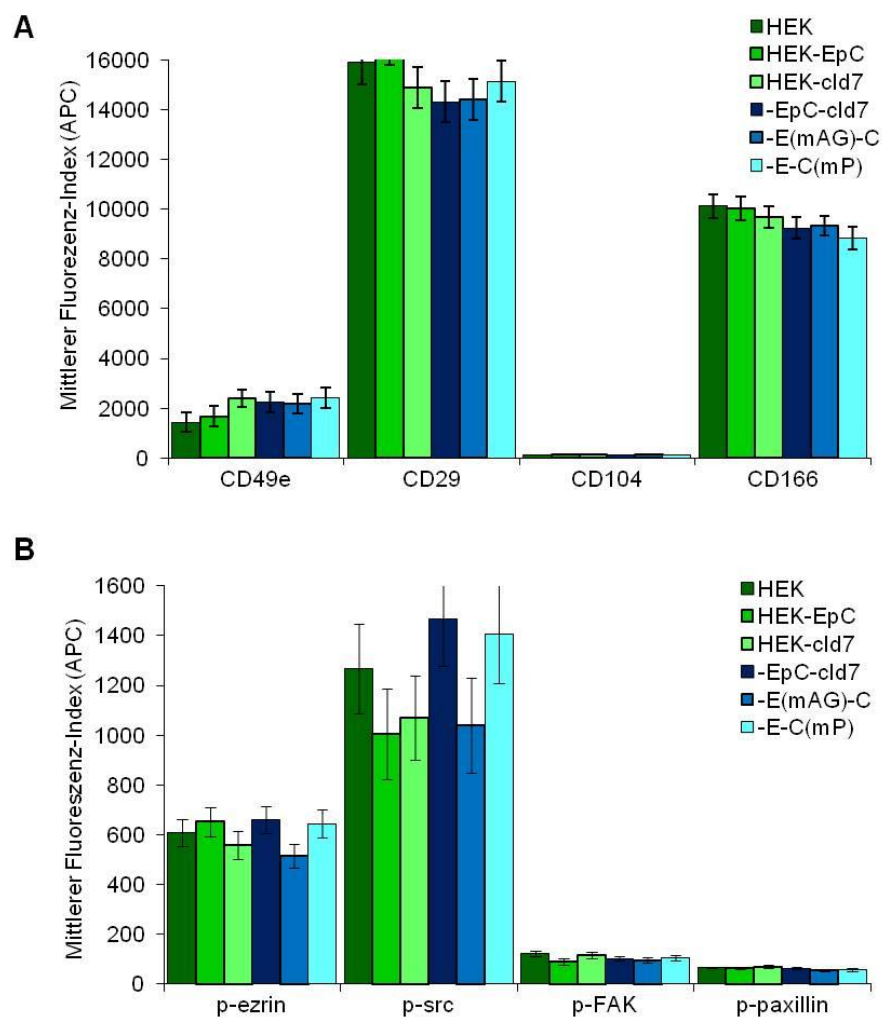 A
HEK
HEK-EpC
HEK-cld7
-EpC-cld7
-E(mAG)-C
-E-C(mP)
Mittlerer Fluorezenz-Index (APC)
16000
14000
12000
10000
8000
6000
4000
2000
0
CD49e CD29 CD104 CD166
B
HEK
HEK-EpC
HEK-cld7
-EpC-cld7
-E(mAG)-C
-E-C(mP)
Mittlerer Fluoreszenz-Index (APC)
1600
1400
1200
1000
800
600
400
200
0
p-ezrin p-src p-FAK p-paxillin